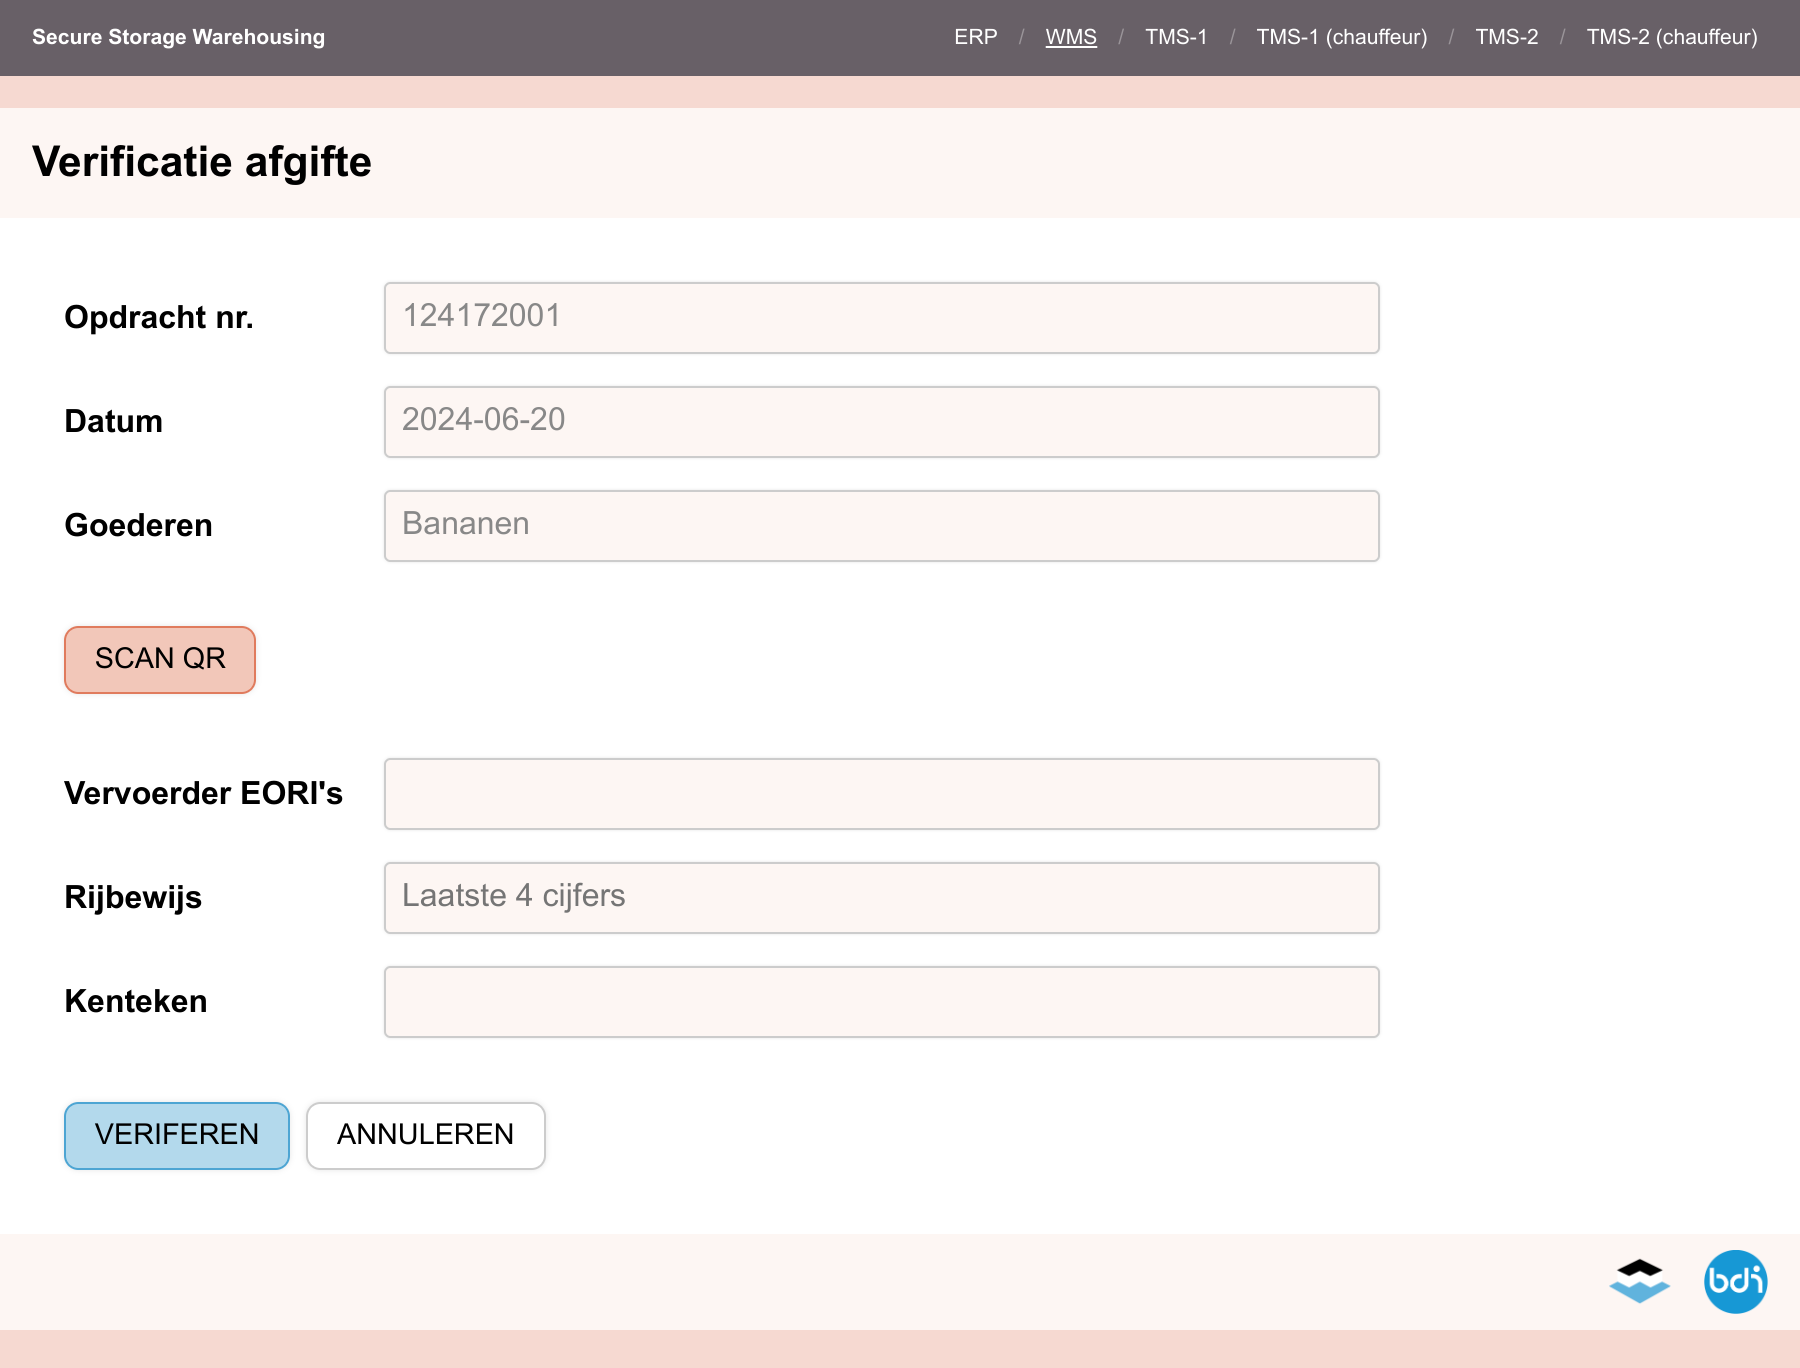 Secure Storage Warehousing
ERP / WMS / TMS-1 / TMS-1 (chauffeur) / TMS-2 / TMS-2 (chauffeur)
Verificatie afgifte
Opdracht nr. 124172001
Datum 2024-06-20
Goederen Bananen
SCAN QR
Vervoerder EORI's
Rijbewijs Laatste 4 cijfers
Kenteken
VERIFEREN ANNULEREN
bdi